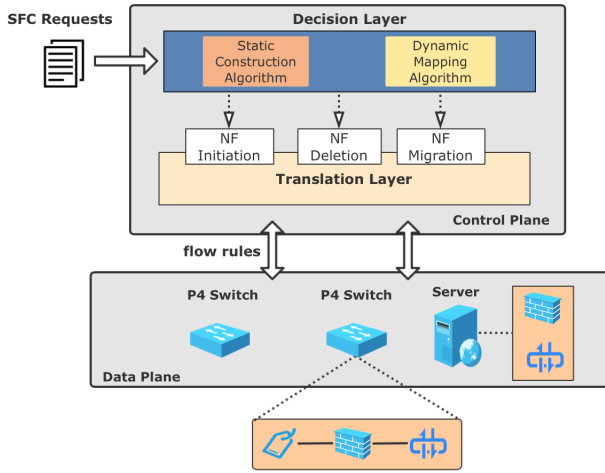 SFC Requests
Decision Layer
Static
Construction
Algorithm
Dynamic
Mapping
Algorithm
NF
Initiation
NF
Deletion
NF
Migration
Translation Layer
Control Plane
flow rules
P4 Switch
P4 Switch
Server
Data Plane